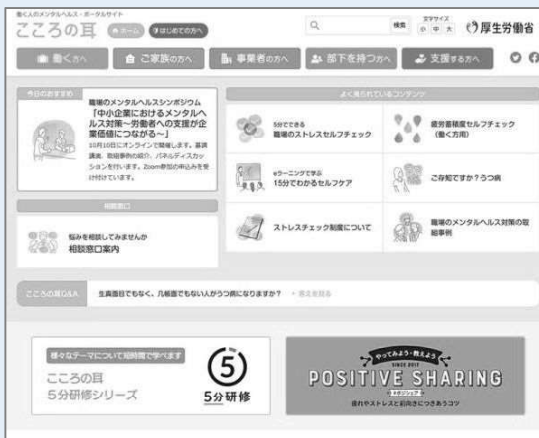 働く人のメンタルヘルス・ポータルサイト
こころの耳
ホーム
はじめての方へ
検索
文字サイズ
小 中 大
厚生労働省
働く方へ
ご家族の方へ
事業者の方へ
部下を持つ方へ
支援する方へ
今日のおすすめ
職場のメンタルヘルスシンポジウム
「中小企業におけるメンタルヘ
ルス対策～労働者への支援が企
業価値につながる～」
10月10日にオンラインで開催します。基調
講演、取組事例の紹介、パネルディスカッ
ションを行います。Zoom参加の申込みを受
け付けています。
相談窓口
悩みを相談してみませんか
相談窓口案内
よく見られているコンテンツ
5分でできる
職場のストレスセルフチェック
疲労蓄積度セルフチェック
（働く方用）
eラーニングで学ぶ
15分でわかるセルフケア
ご存知ですか？うつ病
ストレスチェック制度について
職場のメンタルヘルス対策の取
組事例
こころの耳Q&A
生真面目でもなく、几帳面でもない人がうつ病になりますか？
答えを見る
様々なテーマについて短時間で学べます
こころの耳
5分研修シリーズ
5
5分研修
やってみよう・教えよう
SINCE 2017
POSITIVE SHARING
#ポジシェア
疲れやストレスと前向きにつきあうコツ